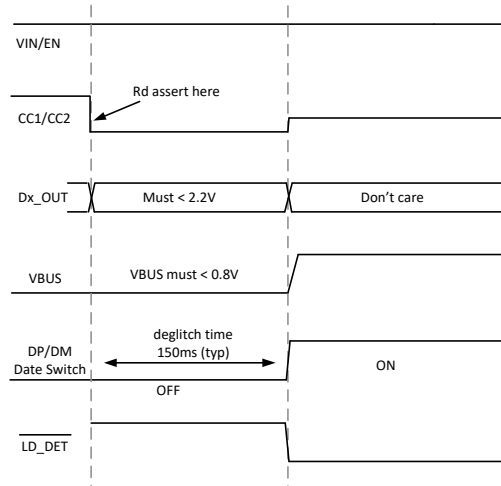 VIN/EN
Rd assert here
CC1/CC2
Dx_OUT
Must < 2.2V
Don't care
VBUS
VBUS must < 0.8V
deglitch time
150ms (typ)
DP/DM
Date Switch
ON
OFF
LD_DET